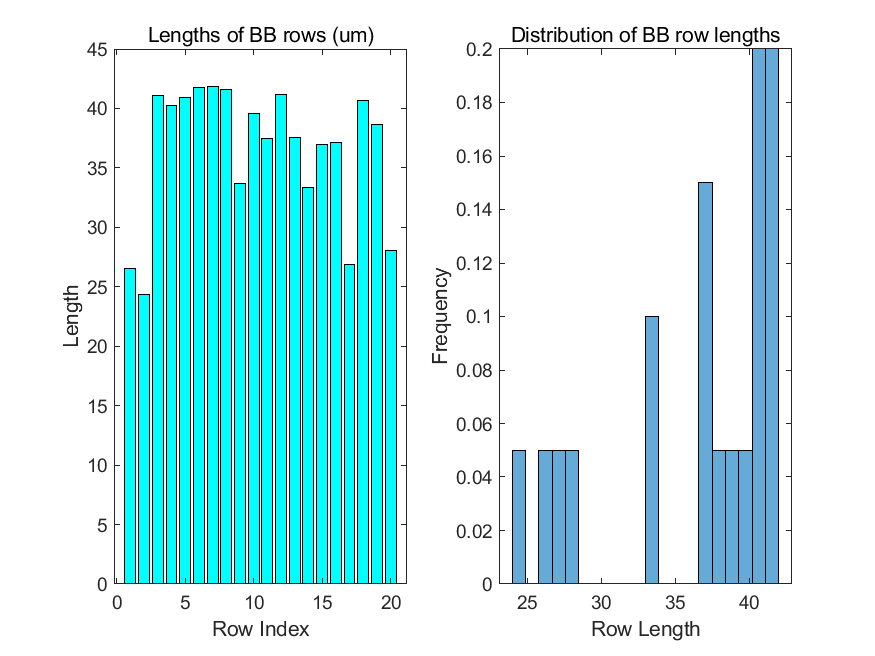 Lengths of BB rows (um)
Length
45
40
35
30
25
20
15
10
5
0
0 5 10 15 20
Row Index
Distribution of BB row lengths
Frequency
0.2
0.18
0.16
0.14
0.12
0.1
0.08
0.06
0.04
0.02
0
25 30 35 40
Row Length